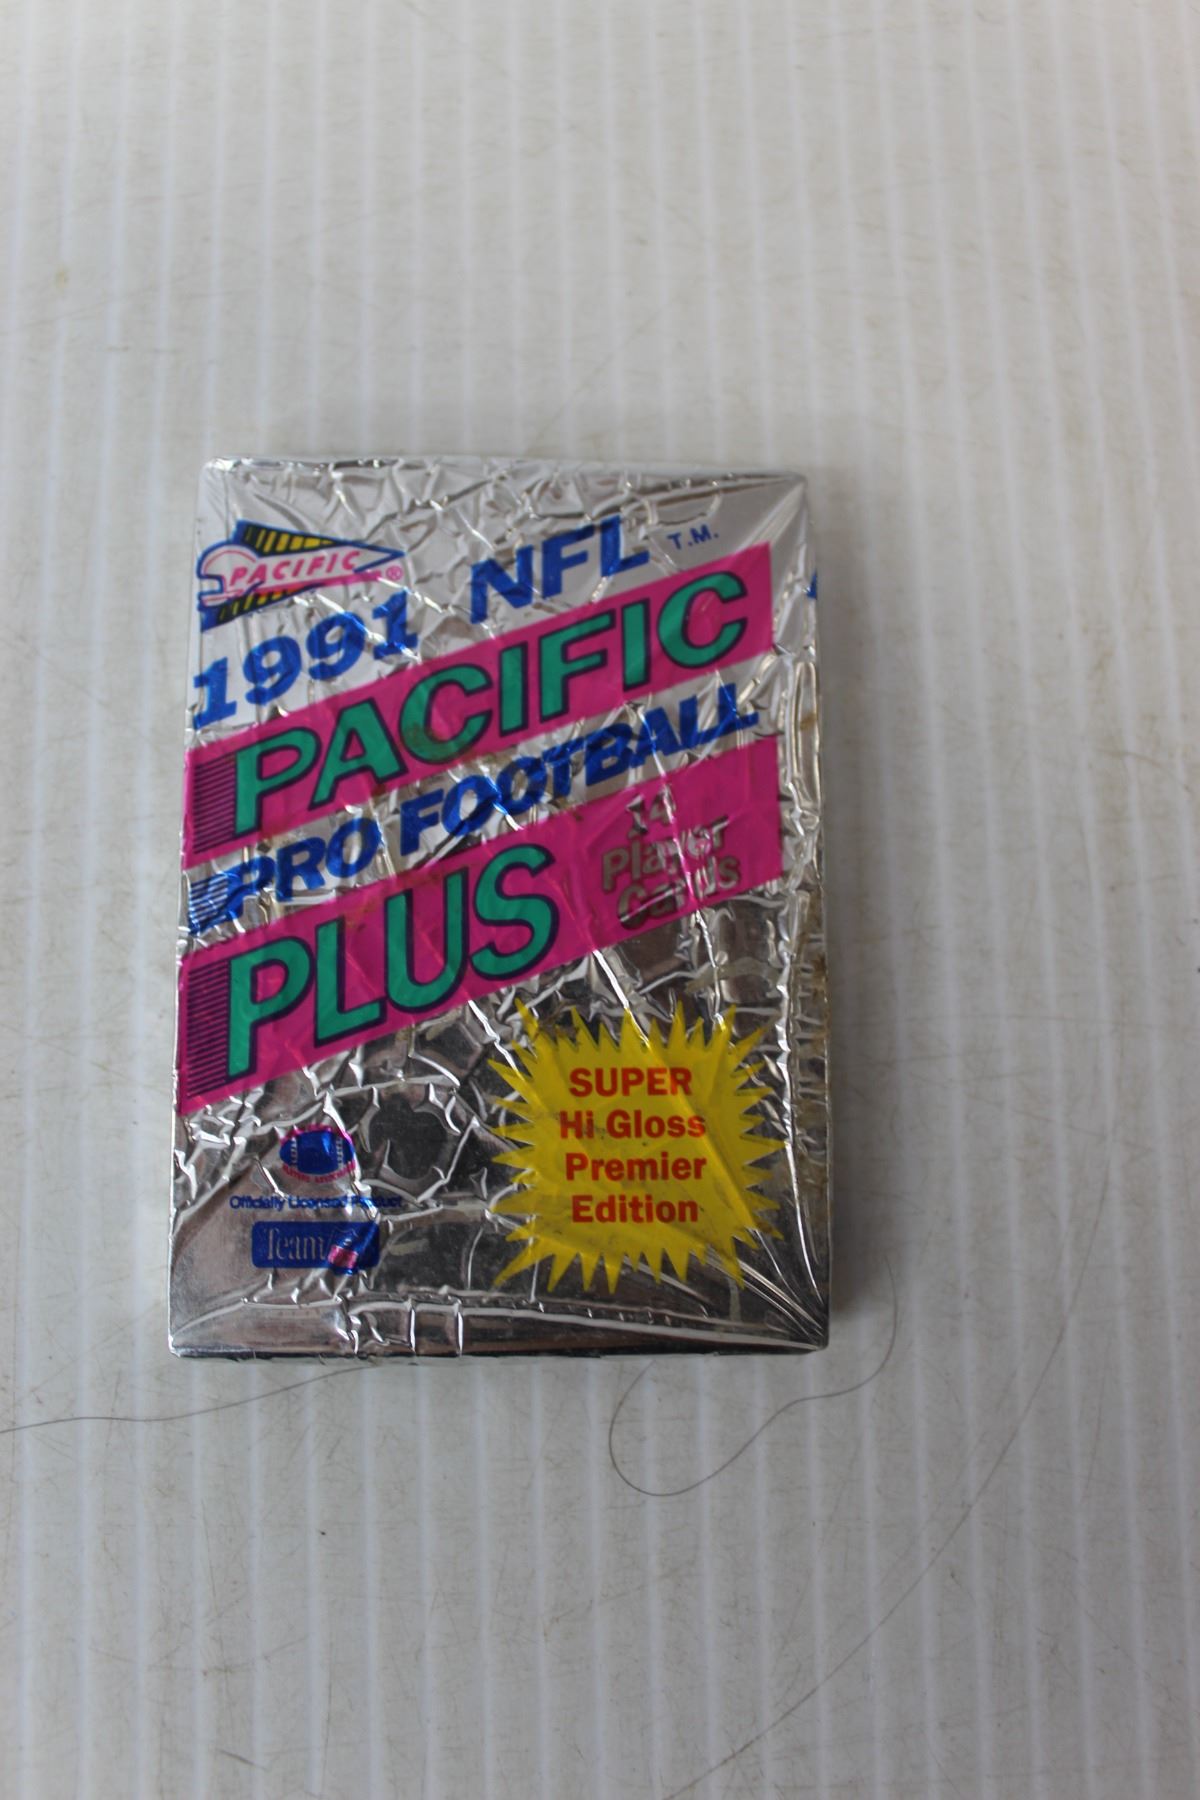 PACIFIC ®
1991 NFL T.M.
PACIFIC
PRO FOOTBALL
PLUS
14
Player
Cards
SUPER
Hi Gloss
Premier
Edition
Officially Licensed Product
Team